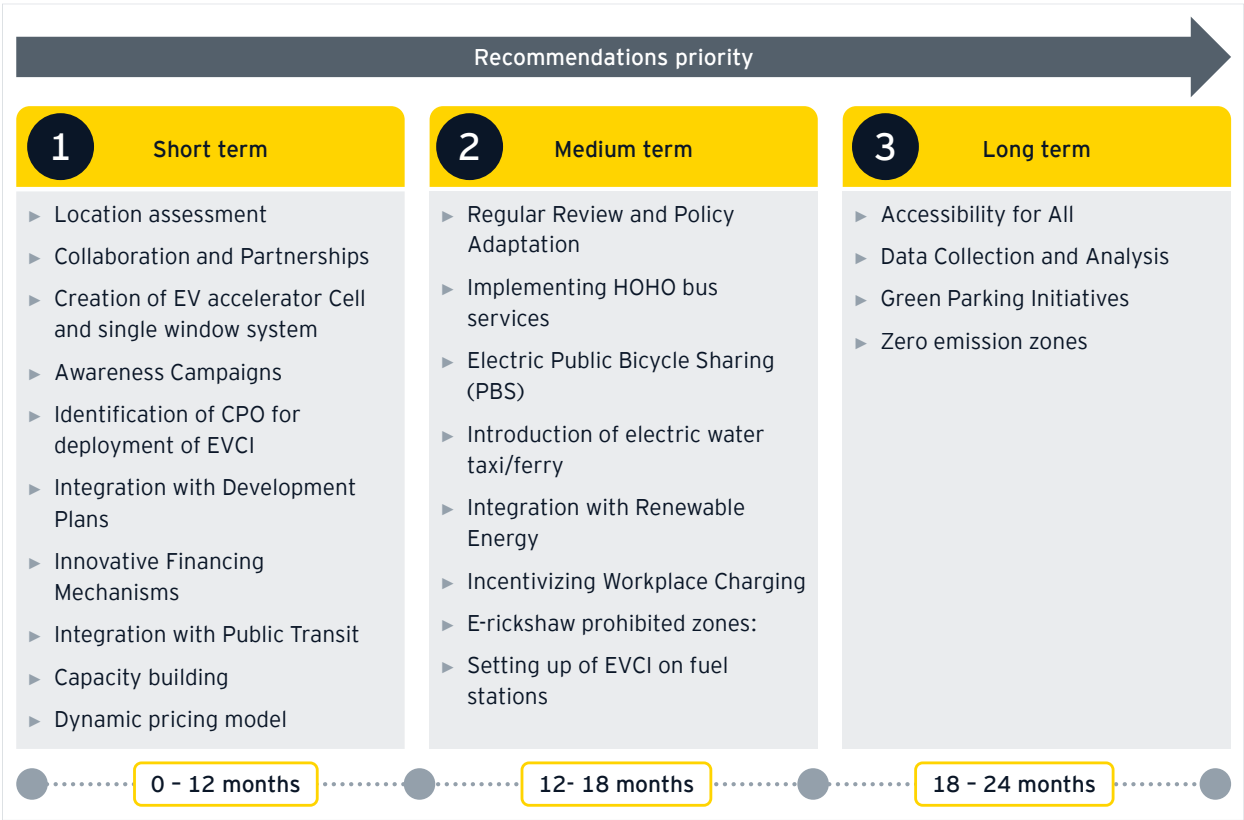 Recommendations priority
1
Short term
► Location assessment
► Collaboration and Partnerships
► Creation of EV accelerator Cell
and single window system
► Awareness Campaigns
► Identification of CPO for
deployment of EVCI
► Integration with Development
Plans
► Innovative Financing
Mechanisms
► Integration with Public Transit
► Capacity building
► Dynamic pricing model
0 – 12 months
2
Medium term
► Regular Review and Policy
Adaptation
► Implementing HOHO bus
services
► Electric Public Bicycle Sharing
(PBS)
► Introduction of electric water
taxi/ferry
► Integration with Renewable
Energy
► Incentivizing Workplace Charging
► E-rickshaw prohibited zones:
► Setting up of EVCI on fuel
stations
12- 18 months
3
Long term
► Accessibility for All
► Data Collection and Analysis
► Green Parking Initiatives
► Zero emission zones
18 – 24 months